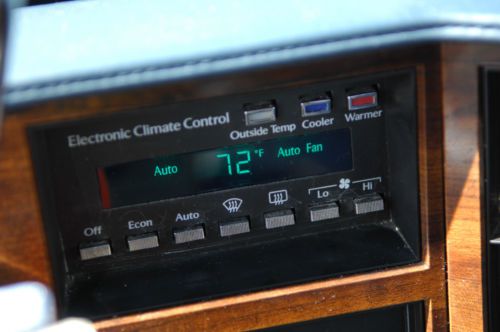 Electronic Climate Control
Outside Temp Cooler Warmer
Auto 72°F Auto Fan
Off Econ Auto Lo Hi